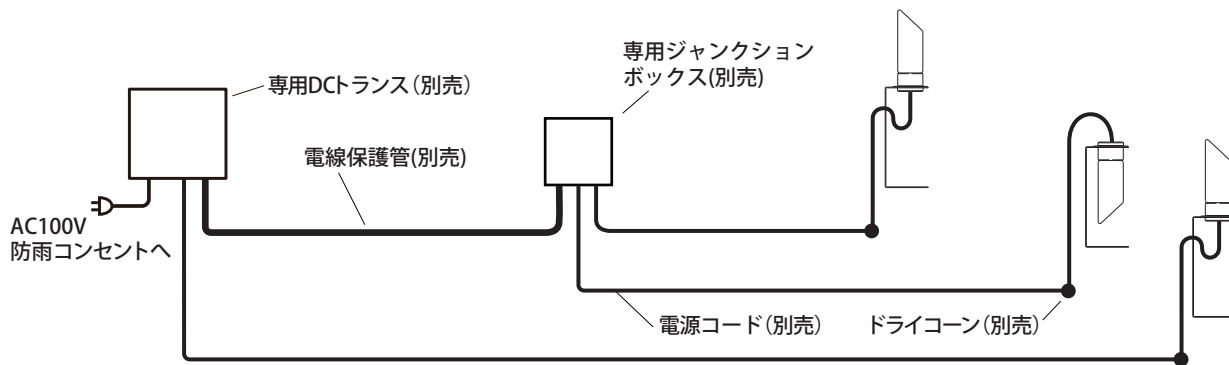 専用DCトランス（別売）
専用ジャンクション
ボックス(別売)
電線保護管(別売)
AC100V
防雨コンセントへ
電源コード（別売）
ドライコーン（別売）